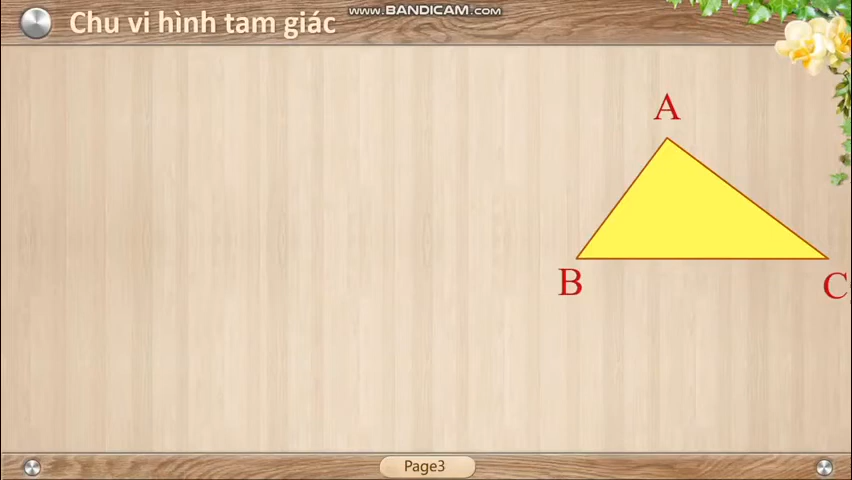 Chu vi hình tam giác
www.BANDICAM.com
A
B
C
Page3